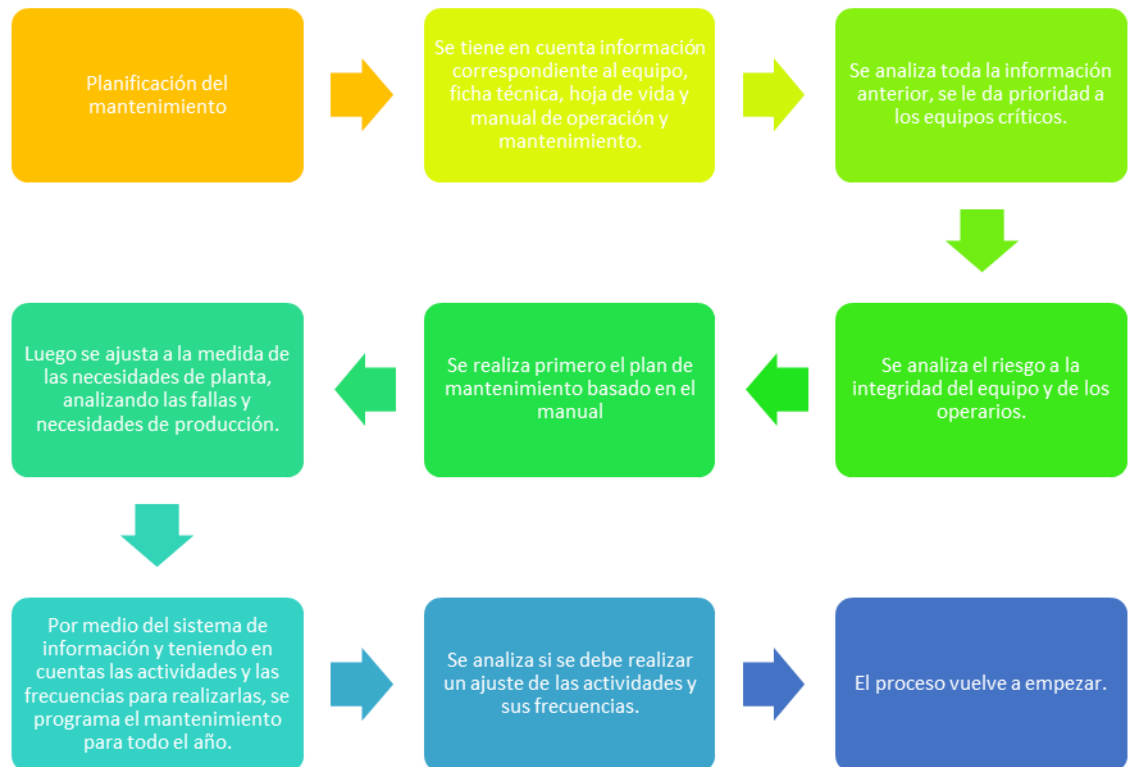 Planificación del
mantenimiento
Se tiene en cuenta información
correspondiente al equipo,
ficha técnica, hoja de vida y
manual de operación y
mantenimiento.
Se analiza toda la información
anterior, se le da prioridad a
los equipos críticos.
Se analiza el riesgo a la
integridad del equipo y de los
operarios.
Se realiza primero el plan de
mantenimiento basado en el
manual
Luego se ajusta a la medida de
las necesidades de planta,
analizando las fallas y
necesidades de producción.
Por medio del sistema de
información y teniendo en
cuentas las actividades y las
frecuencias para realizarlas, se
programa el mantenimiento
para todo el año.
Se analiza si se debe realizar
un ajuste de las actividades y
sus frecuencias.
El proceso vuelve a empezar.